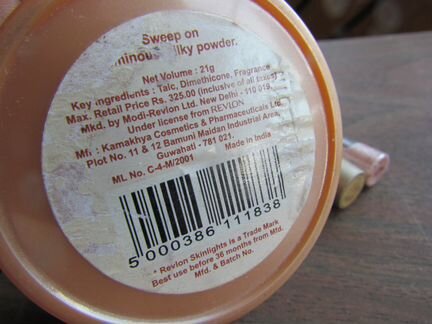 Sweep on
ky powder.
Net Volume : 21g
Key ingredients : Talc, Dimethicone, Fragrance
Max. Retail Price Rs. 325.00 (inclusive of all taxes)
Mkd. by Modi-Revlon Ltd. New Delhi - 110 019.
Under license from REVLON
Mfr. : Kamakhya Cosmetics & Pharmaceuticals Ltd.
Plot No. 11 & 12 Bamuni Maidan Industrial Area,
Guwahati - 781 021.
ML No. C-4-M/2001 Made in India
5 000386 111838
* Revlon Skinlights is a Trade Mark
Best use before 36 months from Mfd.
Mfd. & Batch No.